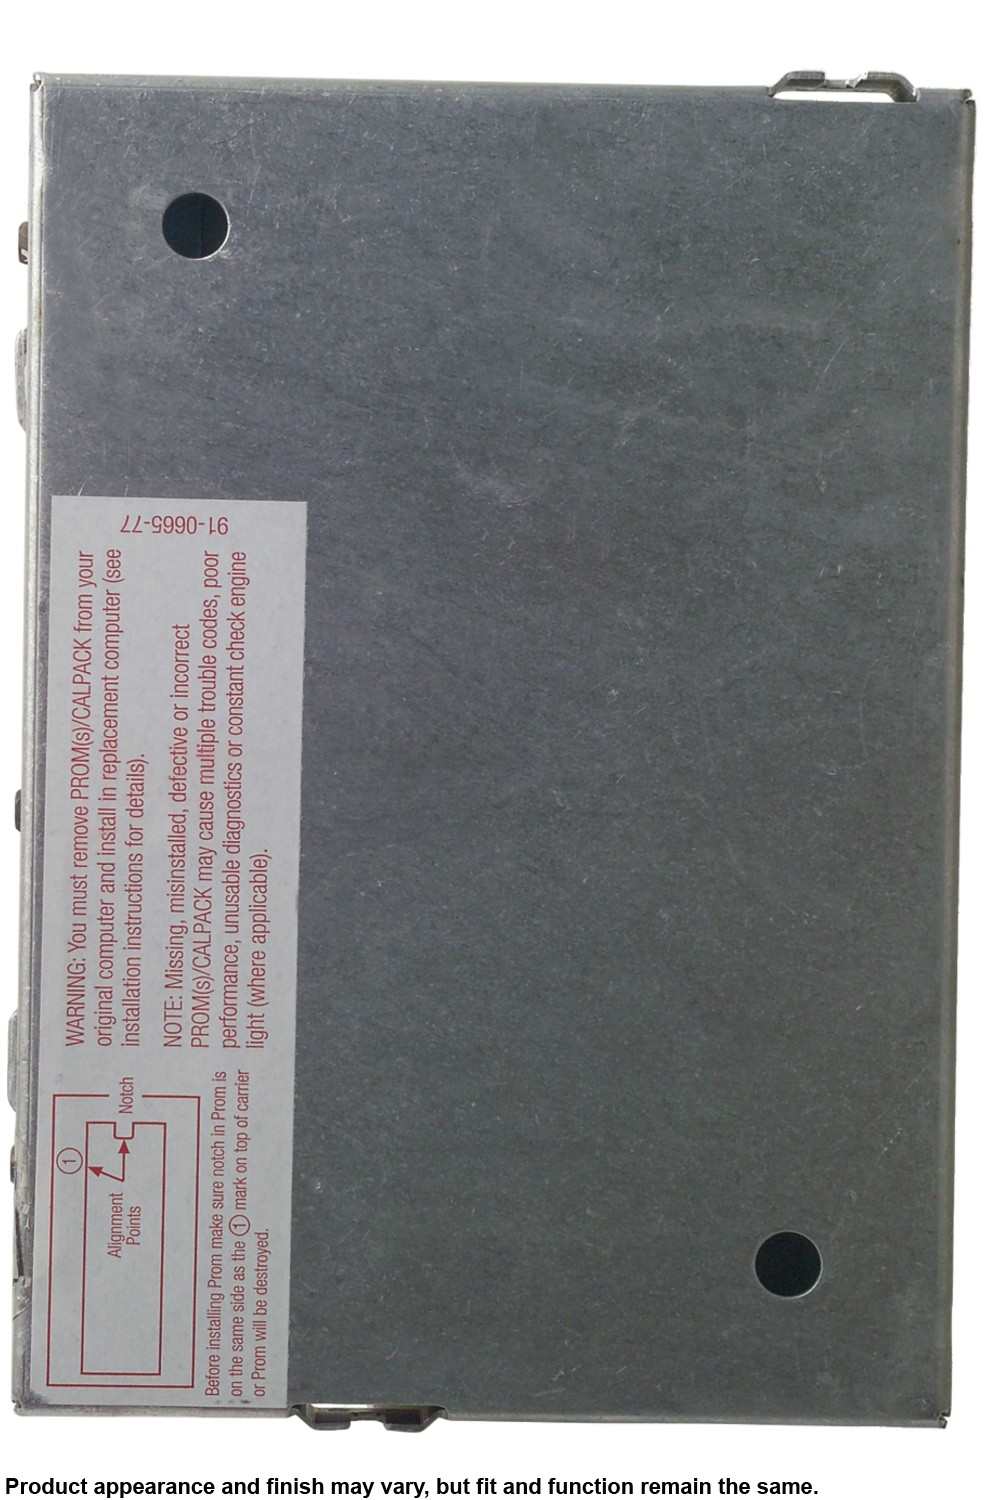 91-0665-77
WARNING: You must remove PROM(s)/CALPACK from your
original computer and install in replacement computer (see
installation instructions for details).
NOTE: Missing, misinstalled, defective or incorrect
PROM(s)/CALPACK may cause multiple trouble codes, poor
performance, unusable diagnostics or constant check engine
light (where applicable).
1
Notch
Alignment
Points
Before installing Prom make sure notch in Prom is
on the same side as the 1 mark on top of carrier
or Prom will be destroyed.
Product appearance and finish may vary, but fit and function remain the same.